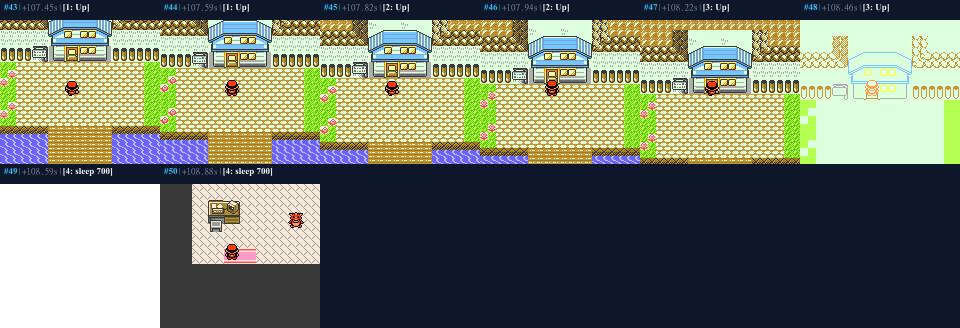 #43|+107.45s|[1: Up]
#44|+107.59s|[1: Up]
#45|+107.82s|[2: Up]
#46|+107.94s|[2: Up]
#47|+108.22s|[3: Up]
#48|+108.46s|[3: Up]
#49|+108.59s|[4: sleep 700]
#50|+108.88s|[4: sleep 700]